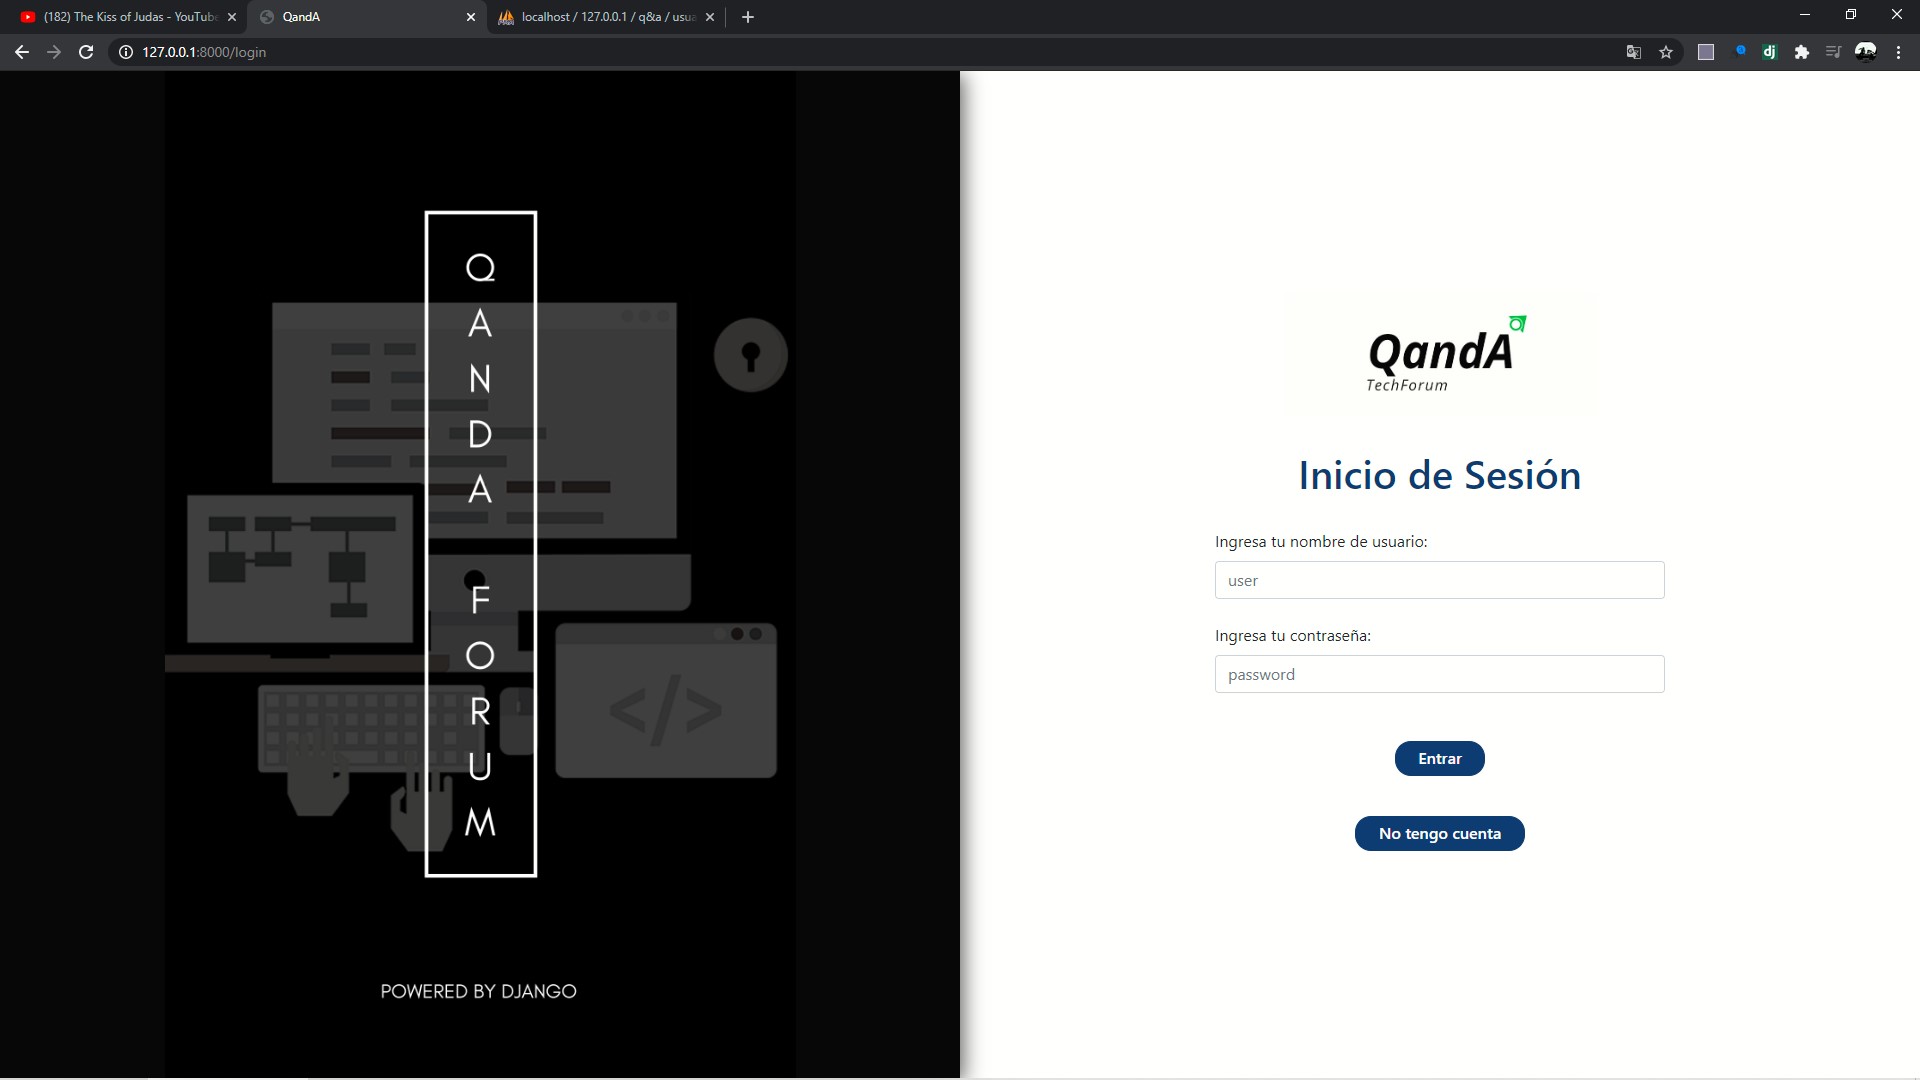 (182) The Kiss of Judas - YouTube
QandA
localhost / 127.0.0.1 / q&a / usua
127.0.0.1:8000/login
dj
QANDA FORUM
</>
POWERED BY DJANGO
QandA
TechForum
Inicio de Sesión
Ingresa tu nombre de usuario:
user
Ingresa tu contraseña:
password
Entrar
No tengo cuenta